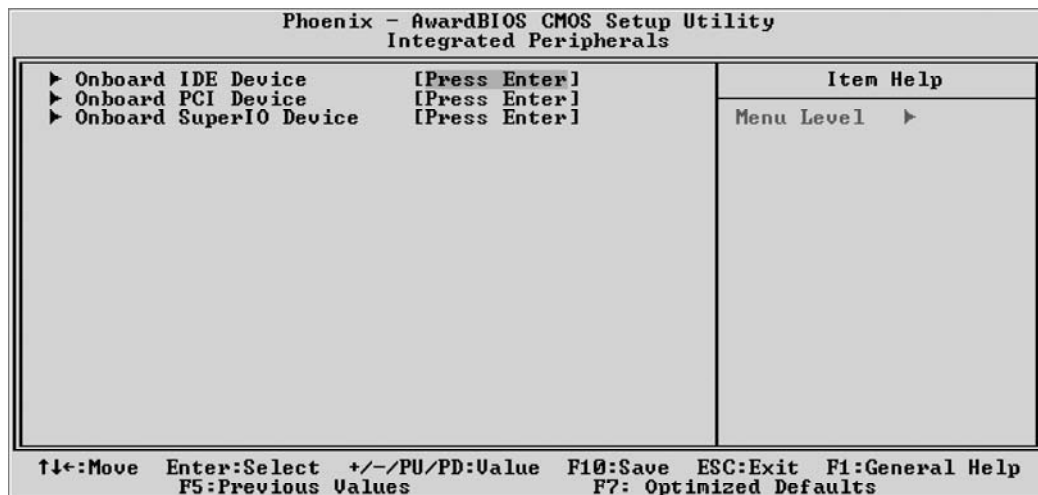 Phoenix - AwardBIOS CMOS Setup Utility
Integrated Peripherals
▶ Onboard IDE Device [Press Enter]
▶ Onboard PCI Device [Press Enter]
▶ Onboard SuperIO Device [Press Enter]
Item Help
Menu Level ▶
↑↓←:Move Enter:Select +/-/PU/PD:Value F10:Save ESC:Exit F1:General Help
F5:Previous Values F7: Optimized Defaults